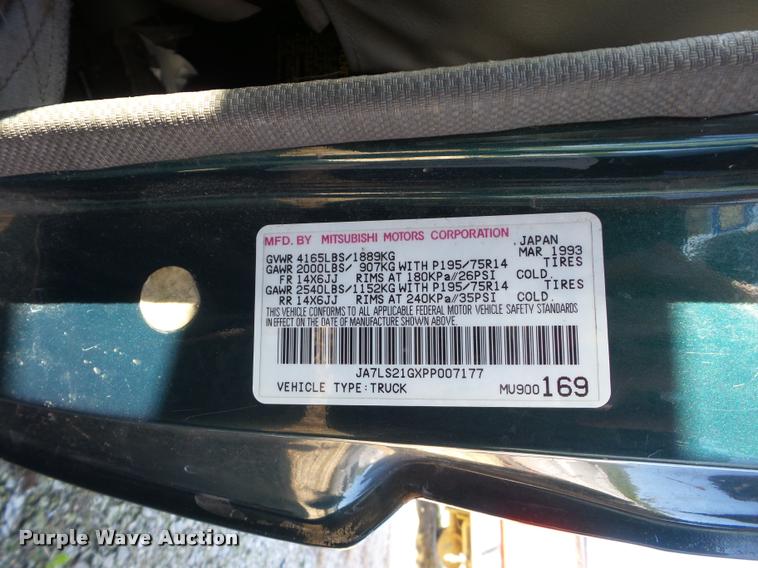 MFD. BY MITSUBISHI MOTORS CORPORATION JAPAN
GVWR 4165LBS/1889KG MAR 1993
GAWR 2000LBS/ 907KG WITH P195/75R14 TIRES
FR 14X6JJ RIMS AT 180KPa//26PSI COLD.
GAWR 2540LBS/1152KG WITH P195/75R14 TIRES
RR 14X6JJ RIMS AT 240KPa//35PSI COLD.
THIS VEHICLE CONFORMS TO ALL APPLICABLE FEDERAL MOTOR VEHICLE SAFETY STANDARDS
IN EFFECT ON THE DATE OF MANUFACTURE SHOWN ABOVE.
JA7LS21GXPP007177
VEHICLE TYPE:TRUCK MU900169
Purple Wave Auction